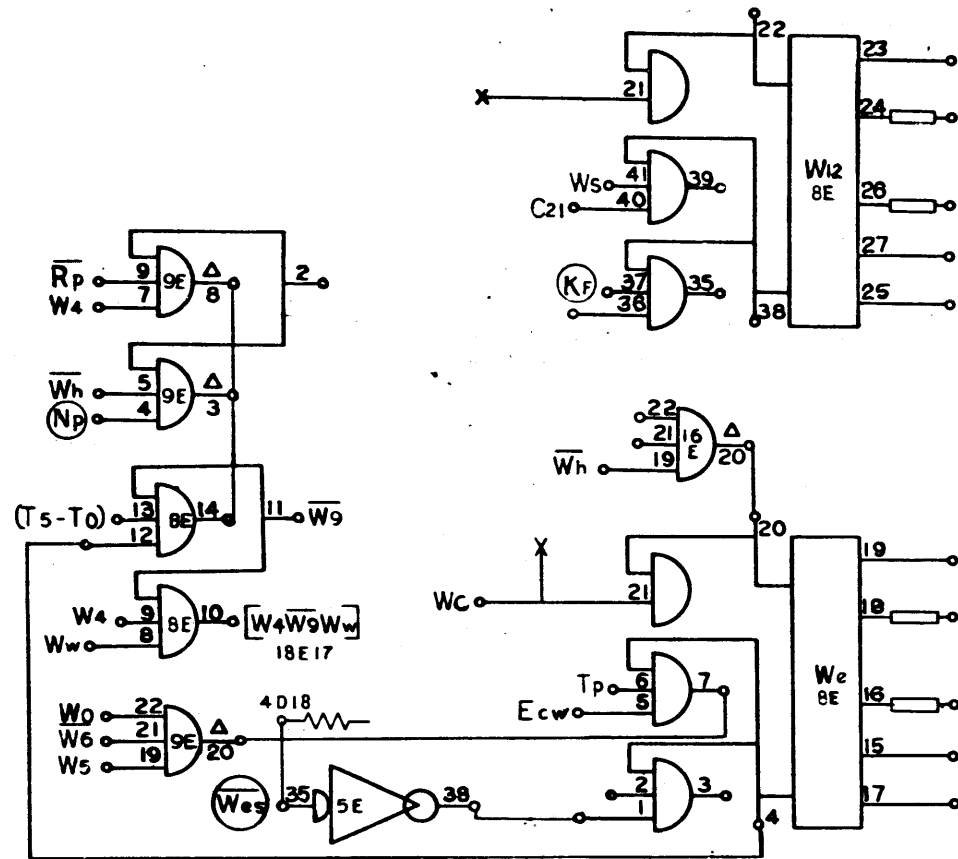 22
23
21
24
W12
8E
Ws
41
39
C21
40
26
27
25
KF
37
35
36
38
2
Rp
9
9E
Δ
8
W4
7
Wh
5
9E
Δ
3
Np
4
22
21
16
E
Δ
20
Wh
19
(T5-T0)
13
8E
14
11
W9
12
20
19
Wc
21
18
W4
9
8E
10
[W4W9Ww]
Ww
8
18E17
We
8E
Tp
6
7
16
Ecw
5
4D18
W0
22
W6
21
9E
Δ
20
W5
19
15
Wes
35
5E
38
2
3
1
17
4